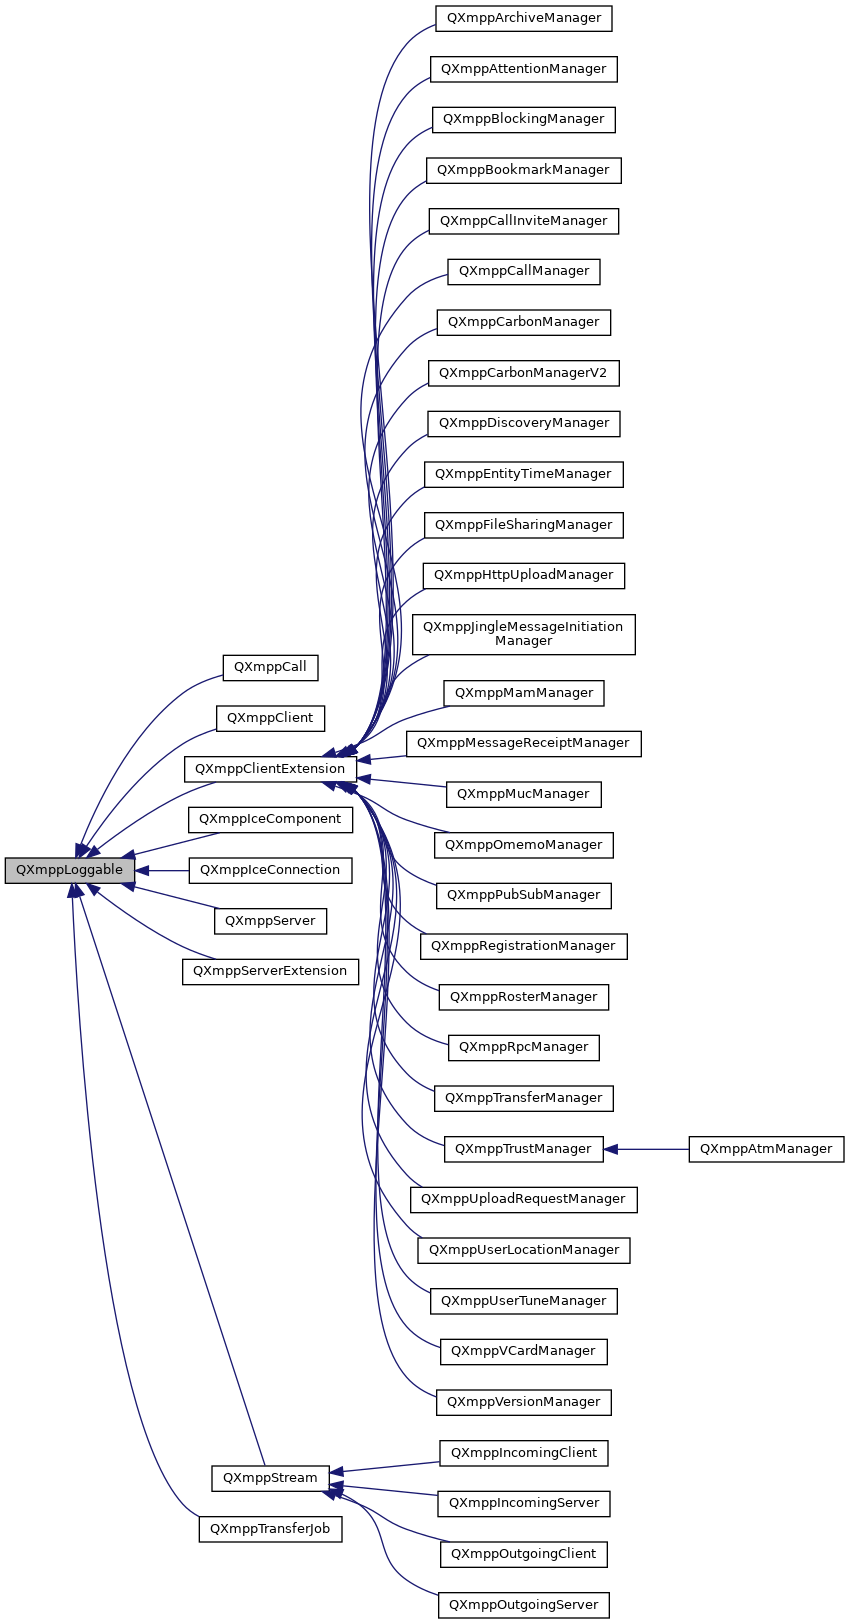 QXmppArchiveManager
QXmppAttentionManager
QXmppBlockingManager
QXmppBookmarkManager
QXmppCallInviteManager
QXmppCallManager
QXmppCarbonManager
QXmppCarbonManagerV2
QXmppDiscoveryManager
QXmppEntityTimeManager
QXmppFileSharingManager
QXmppHttpUploadManager
QXmppJingleMessageInitiation
Manager
QXmppCall
QXmppMamManager
QXmppClient
QXmppMessageReceiptManager
QXmppClientExtension
QXmppMucManager
QXmppIceComponent
QXmppOmemoManager
QXmppLoggable
QXmppIceConnection
QXmppPubSubManager
QXmppServer
QXmppRegistrationManager
QXmppServerExtension
QXmppRosterManager
QXmppRpcManager
QXmppTransferManager
QXmppTrustManager
QXmppAtmManager
QXmppUploadRequestManager
QXmppUserLocationManager
QXmppUserTuneManager
QXmppVCardManager
QXmppVersionManager
QXmppIncomingClient
QXmppStream
QXmppIncomingServer
QXmppTransferJob
QXmppOutgoingClient
QXmppOutgoingServer